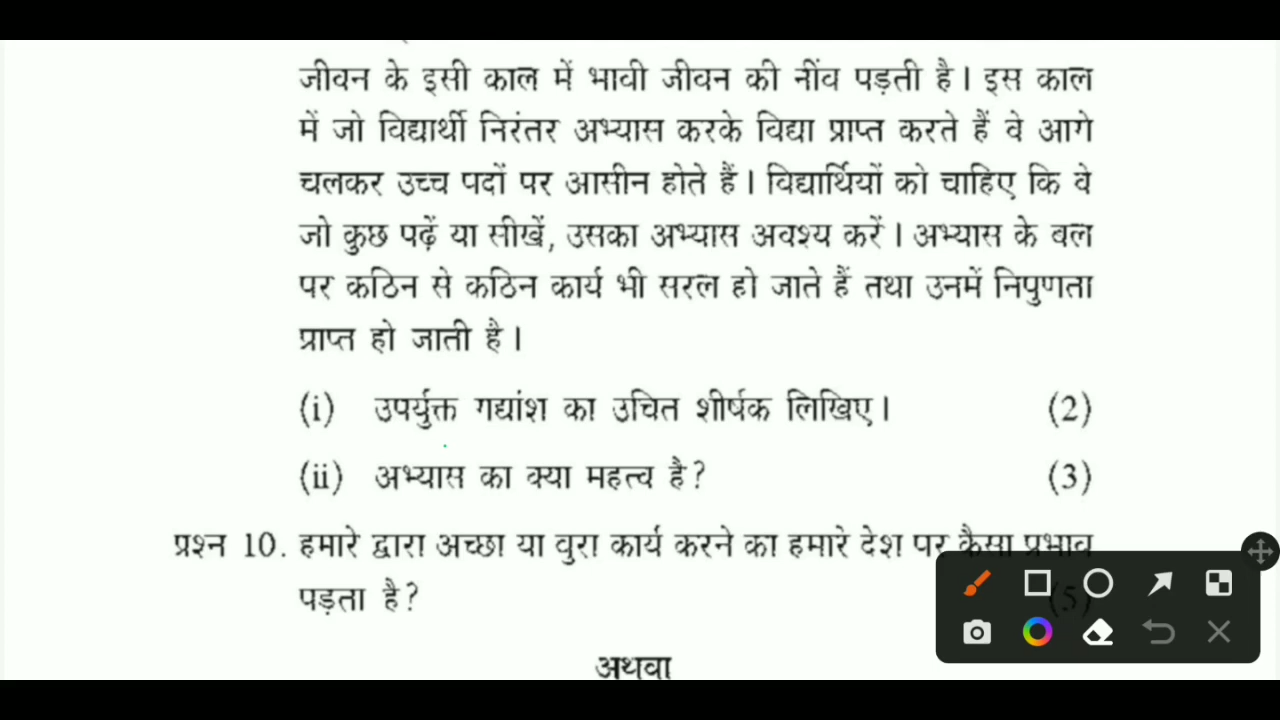 जीवन के इसी काल में भावी जीवन की नींव पड़ती है। इस काल
में जो विद्यार्थी निरंतर अभ्यास करके विद्या प्राप्त करते हैं वे आगे
चलकर उच्च पदों पर आसीन होते हैं। विद्यार्थियों को चाहिए कि वे
जो कुछ पढ़ें या सीखें, उसका अभ्यास अवश्य करें। अभ्यास के बल
पर कठिन से कठिन कार्य भी सरल हो जाते हैं तथा उनमें निपुणता
प्राप्त हो जाती है।
(i) उपर्युक्त गद्यांश का उचित शीर्षक लिखिए। (2)
(ii) अभ्यास का क्या महत्व है? (3)
प्रश्न 10. हमारे द्वारा अच्छा या बुरा कार्य करने का हमारे देश पर कैसा प्रभाव
पड़ता है? (5)
अथवा